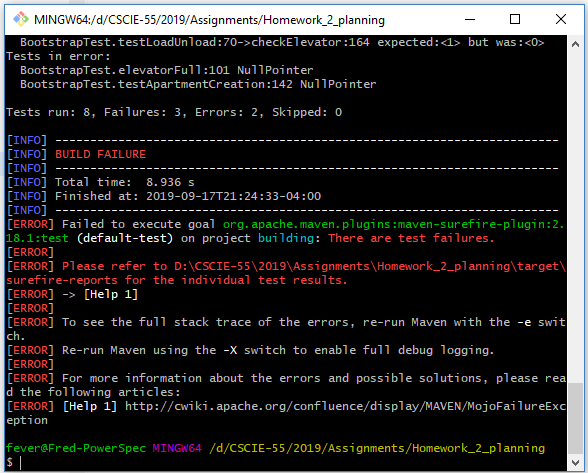 MINGW64:/d/CSCIE-55/2019/Assignments/Homework_2_planning
BootstrapTest.testLoadUnload:70->checkElevator:164 expected:<1> but was:<0>
Tests in error:
BootstrapTest.elevatorFull:101 NullPointer
BootstrapTest.testApartmentCreation:142 NullPointer
Tests run: 8, Failures: 3, Errors: 2, Skipped: 0
[INFO] ------------------------------------------------------------------------
[INFO] BUILD FAILURE
[INFO] ------------------------------------------------------------------------
[INFO] Total time:  8.936 s
[INFO] Finished at: 2019-09-17T21:24:33-04:00
[INFO] ------------------------------------------------------------------------
[ERROR] Failed to execute goal org.apache.maven.plugins:maven-surefire-plugin:2.
18.1:test (default-test) on project building: There are test failures.
[ERROR]
[ERROR] Please refer to D:\CSCIE-55\2019\Assignments\Homework_2_planning\target\
surefire-reports for the individual test results.
[ERROR] -> [Help 1]
[ERROR]
[ERROR] To see the full stack trace of the errors, re-run Maven with the -e swit
ch.
[ERROR] Re-run Maven using the -X switch to enable full debug logging.
[ERROR]
[ERROR] For more information about the errors and possible solutions, please rea
d the following articles:
[ERROR] [Help 1] http://cwiki.apache.org/confluence/display/MAVEN/MojoFailureExc
eption
fever@Fred-PowerSpec MINGW64 /d/CSCIE-55/2019/Assignments/Homework_2_planning
$